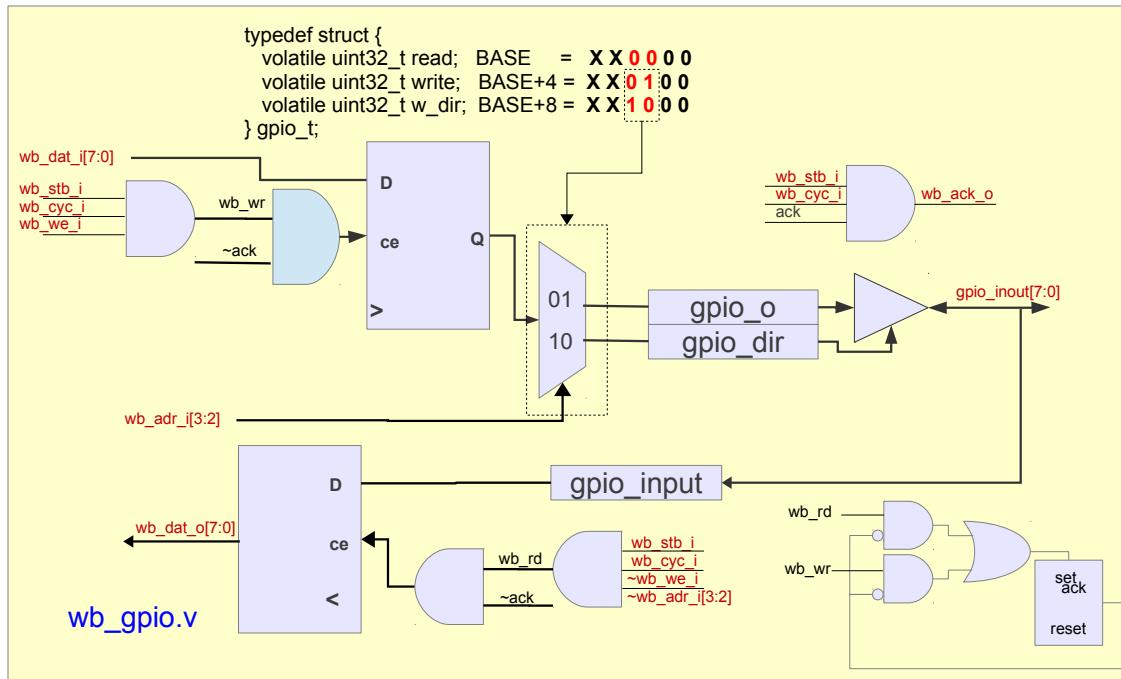 typedef struct {
volatile uint32_t read; BASE = X X 0 0 0 0
volatile uint32_t write; BASE+4 = X X 0 1 0 0
volatile uint32_t w_dir; BASE+8 = X X 1 0 0 0
} gpio_t;
wb_dat_i[7:0]
wb_stb_i
wb_cyc_i
wb_we_i
wb_wr
~ack
D
ce
Q
>
wb_stb_i
wb_cyc_i
ack
wb_ack_o
01
10
gpio_o
gpio_dir
gpio_inout[7:0]
wb_adr_i[3:2]
D
ce
<
gpio_input
wb_dat_o[7:0]
wb_rd
~ack
wb_stb_i
wb_cyc_i
~wb_we_i
~wb_adr_i[3:2]
wb_rd
wb_wr
set
ack
reset
wb_gpio.v